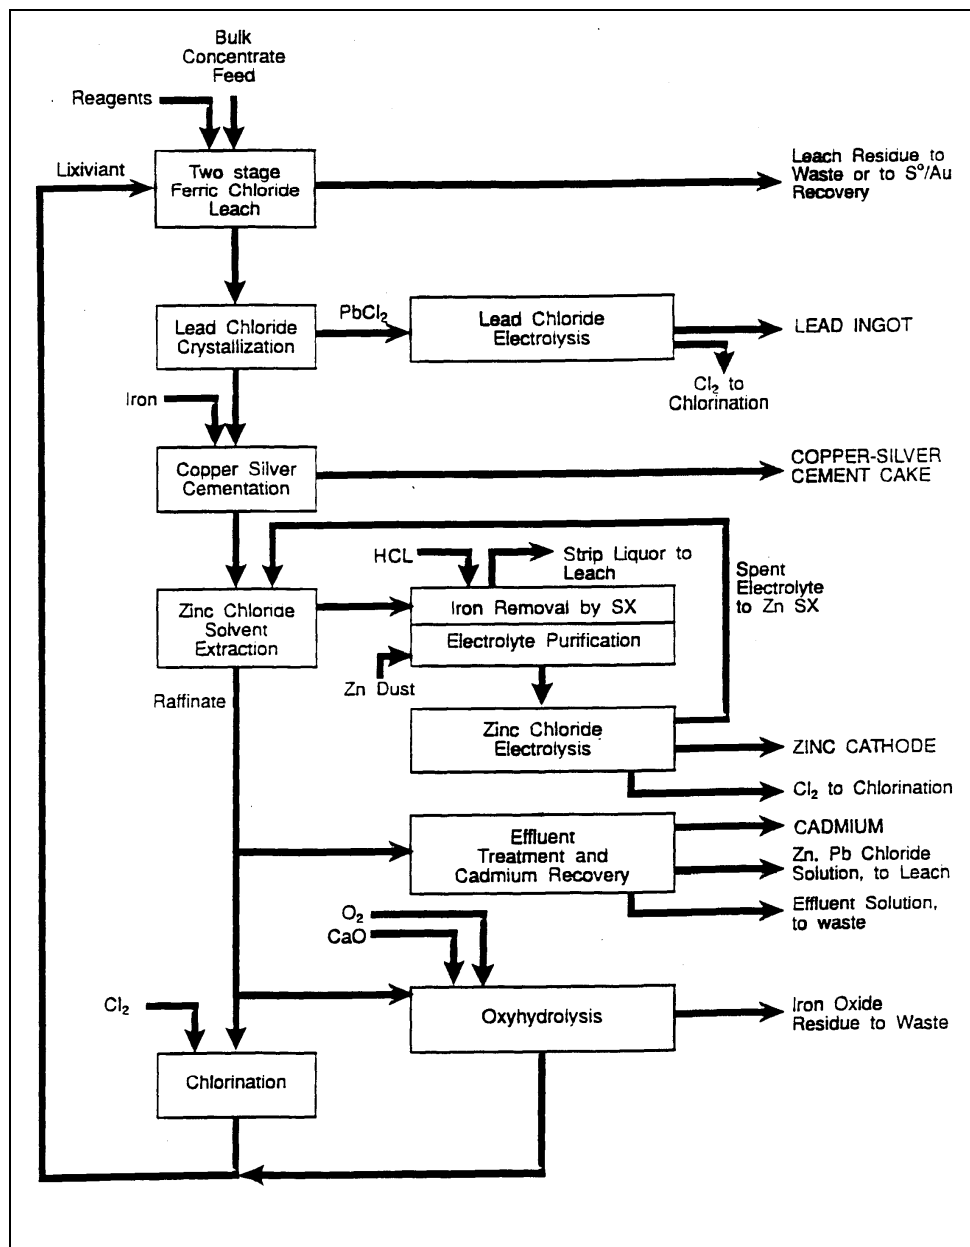 Bulk
Concentrate
Feed
Reagents
Lixiviant
Two stage
Ferric Chloride
Leach
Leach Residue to
Waste or to S°/Au
Recovery
Lead Chloride
Crystallization
PbCl₂
Lead Chloride
Electrolysis
LEAD INGOT
Cl₂ to
Chlorination
Iron
Copper Silver
Cementation
COPPER-SILVER
CEMENT CAKE
HCL
Strip Liquor to
Leach
Spent
Electrolyte
to Zn SX
Zinc Chloride
Solvent
Extraction
Iron Removal by SX
Electrolyte Purification
Zn Dust
Raffinate
Zinc Chloride
Electrolysis
ZINC CATHODE
Cl₂ to Chlorination
Effluent
Treatment and
Cadmium Recovery
CADMIUM
Zn, Pb Chloride
Solution, to Leach
Effluent Solution,
to waste
O₂
CaO
Cl₂
Oxyhydrolysis
Iron Oxide
Residue to Waste
Chlorination